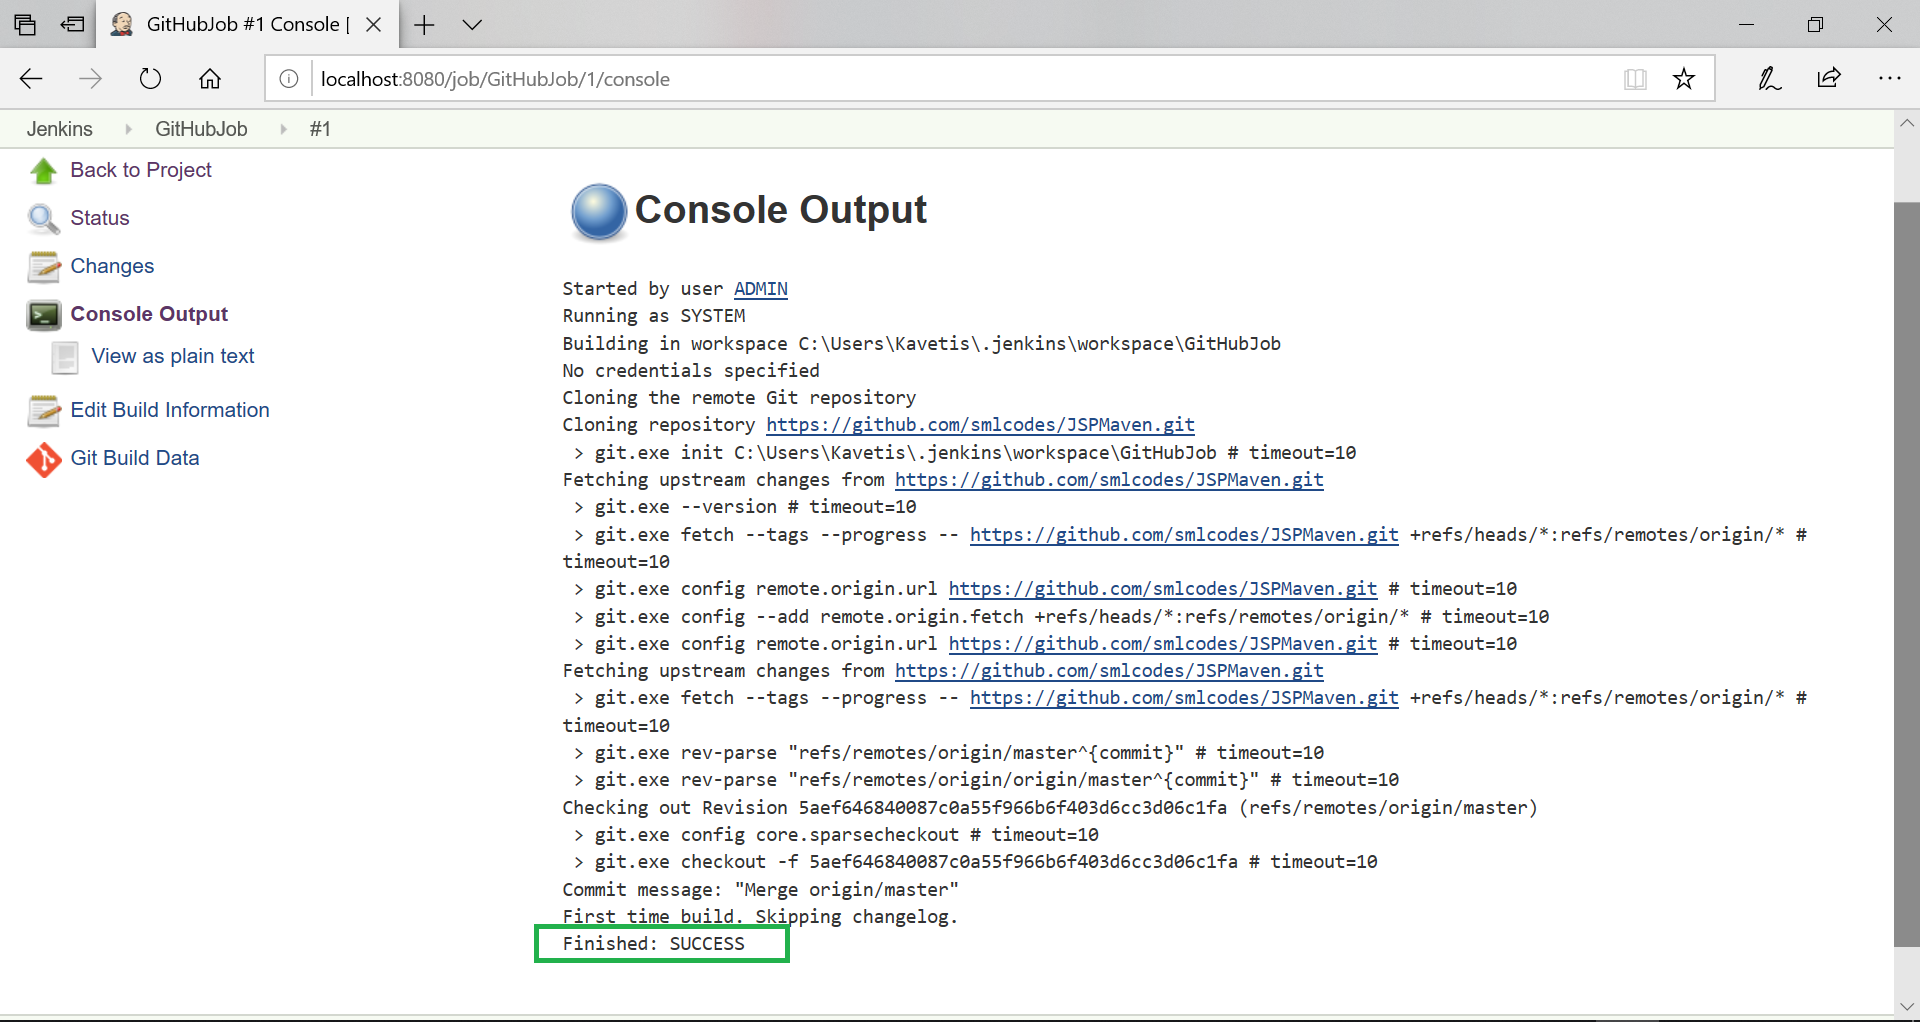 GitHubJob #1 Console [
localhost:8080/job/GitHubJob/1/console
Jenkins GitHubJob #1
Back to Project
Status
Changes
Console Output
View as plain text
Edit Build Information
Git Build Data
Console Output
Started by user ADMIN
Running as SYSTEM
Building in workspace C:\Users\Kavetis\.jenkins\workspace\GitHubJob
No credentials specified
Cloning the remote Git repository
Cloning repository https://github.com/smlcodes/JSPMaven.git
> git.exe init C:\Users\Kavetis\.jenkins\workspace\GitHubJob # timeout=10
Fetching upstream changes from https://github.com/smlcodes/JSPMaven.git
> git.exe --version # timeout=10
> git.exe fetch --tags --progress -- https://github.com/smlcodes/JSPMaven.git +refs/heads/*:refs/remotes/origin/* #
timeout=10
> git.exe config remote.origin.url https://github.com/smlcodes/JSPMaven.git # timeout=10
> git.exe config --add remote.origin.fetch +refs/heads/*:refs/remotes/origin/* # timeout=10
> git.exe config remote.origin.url https://github.com/smlcodes/JSPMaven.git # timeout=10
Fetching upstream changes from https://github.com/smlcodes/JSPMaven.git
> git.exe fetch --tags --progress -- https://github.com/smlcodes/JSPMaven.git +refs/heads/*:refs/remotes/origin/* #
timeout=10
> git.exe rev-parse "refs/remotes/origin/master^{commit}" # timeout=10
> git.exe rev-parse "refs/remotes/origin/origin/master^{commit}" # timeout=10
Checking out Revision 5aef646840087c0a55f966b6f403d6cc3d06c1fa (refs/remotes/origin/master)
> git.exe config core.sparsecheckout # timeout=10
> git.exe checkout -f 5aef646840087c0a55f966b6f403d6cc3d06c1fa # timeout=10
Commit message: "Merge origin/master"
First time build. Skipping changelog.
Finished: SUCCESS